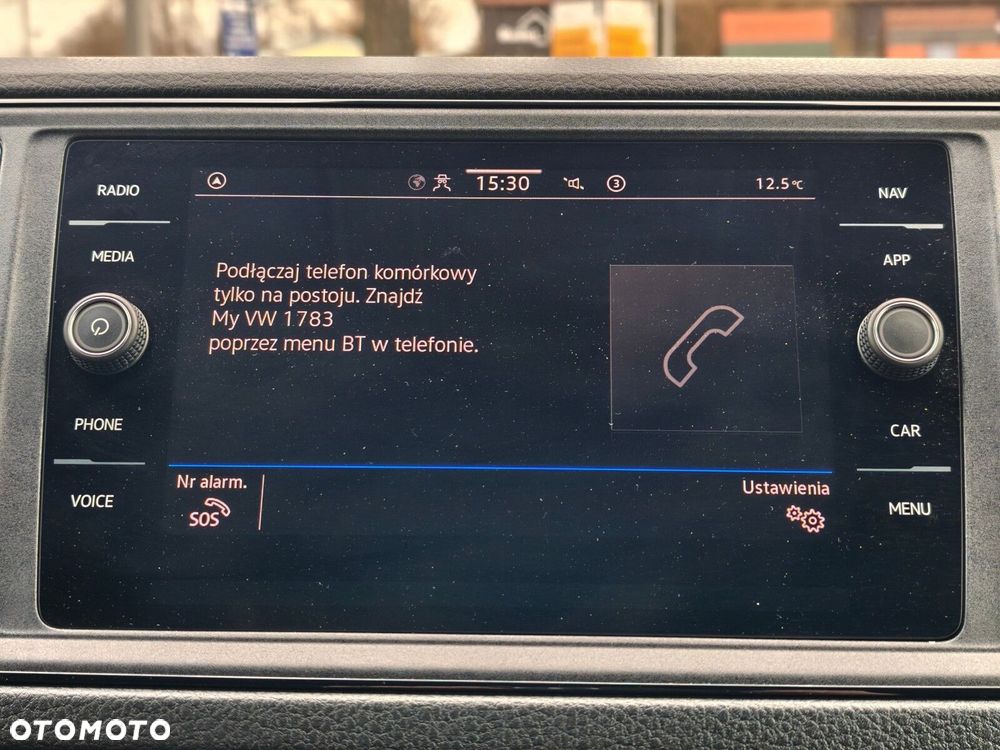 RADIO
MEDIA
PHONE
VOICE
15:30
3
12.5°C
Podłączaj telefon komórkowy
tylko na postoju. Znajdź
My VW 1783
poprzez menu BT w telefonie.
Nr alarm.
SOS
Ustawienia
NAV
APP
CAR
MENU
OTOMOTO